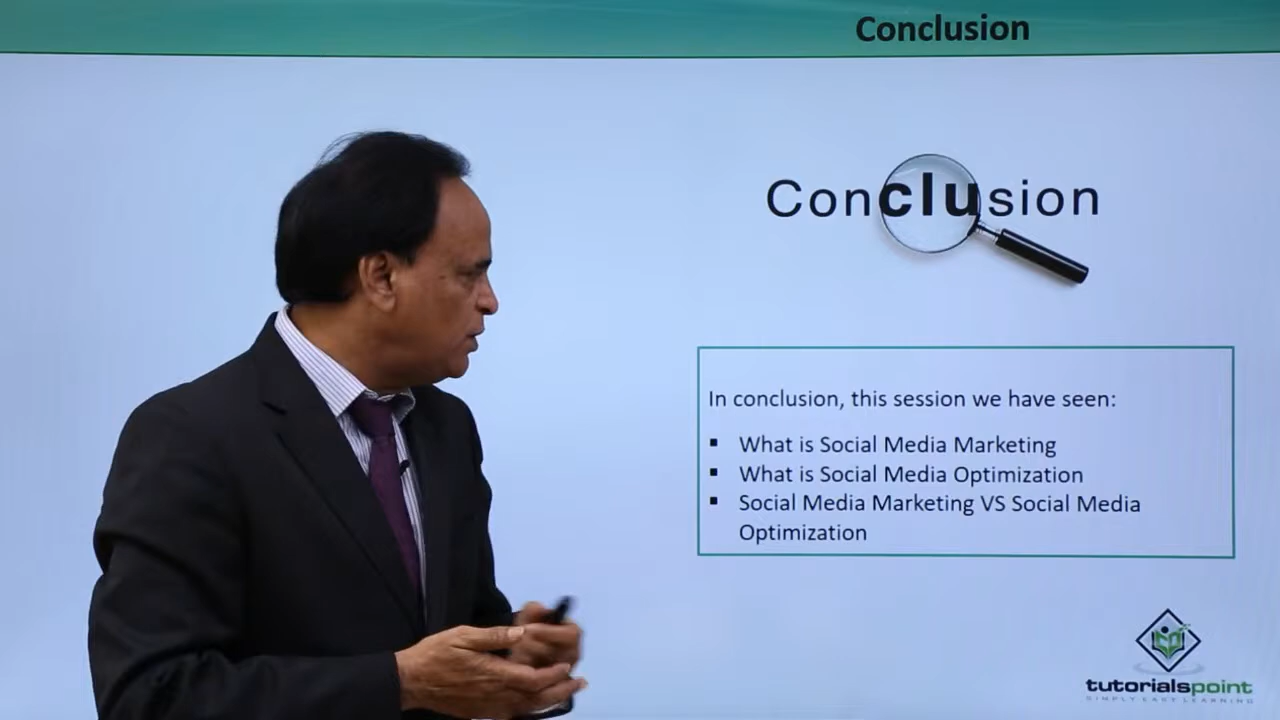 Conclusion
Conclusion
In conclusion, this session we have seen:
▪ What is Social Media Marketing
▪ What is Social Media Optimization
▪ Social Media Marketing VS Social Media
Optimization
tutorialspoint
SIMPLY EASY LEARNING